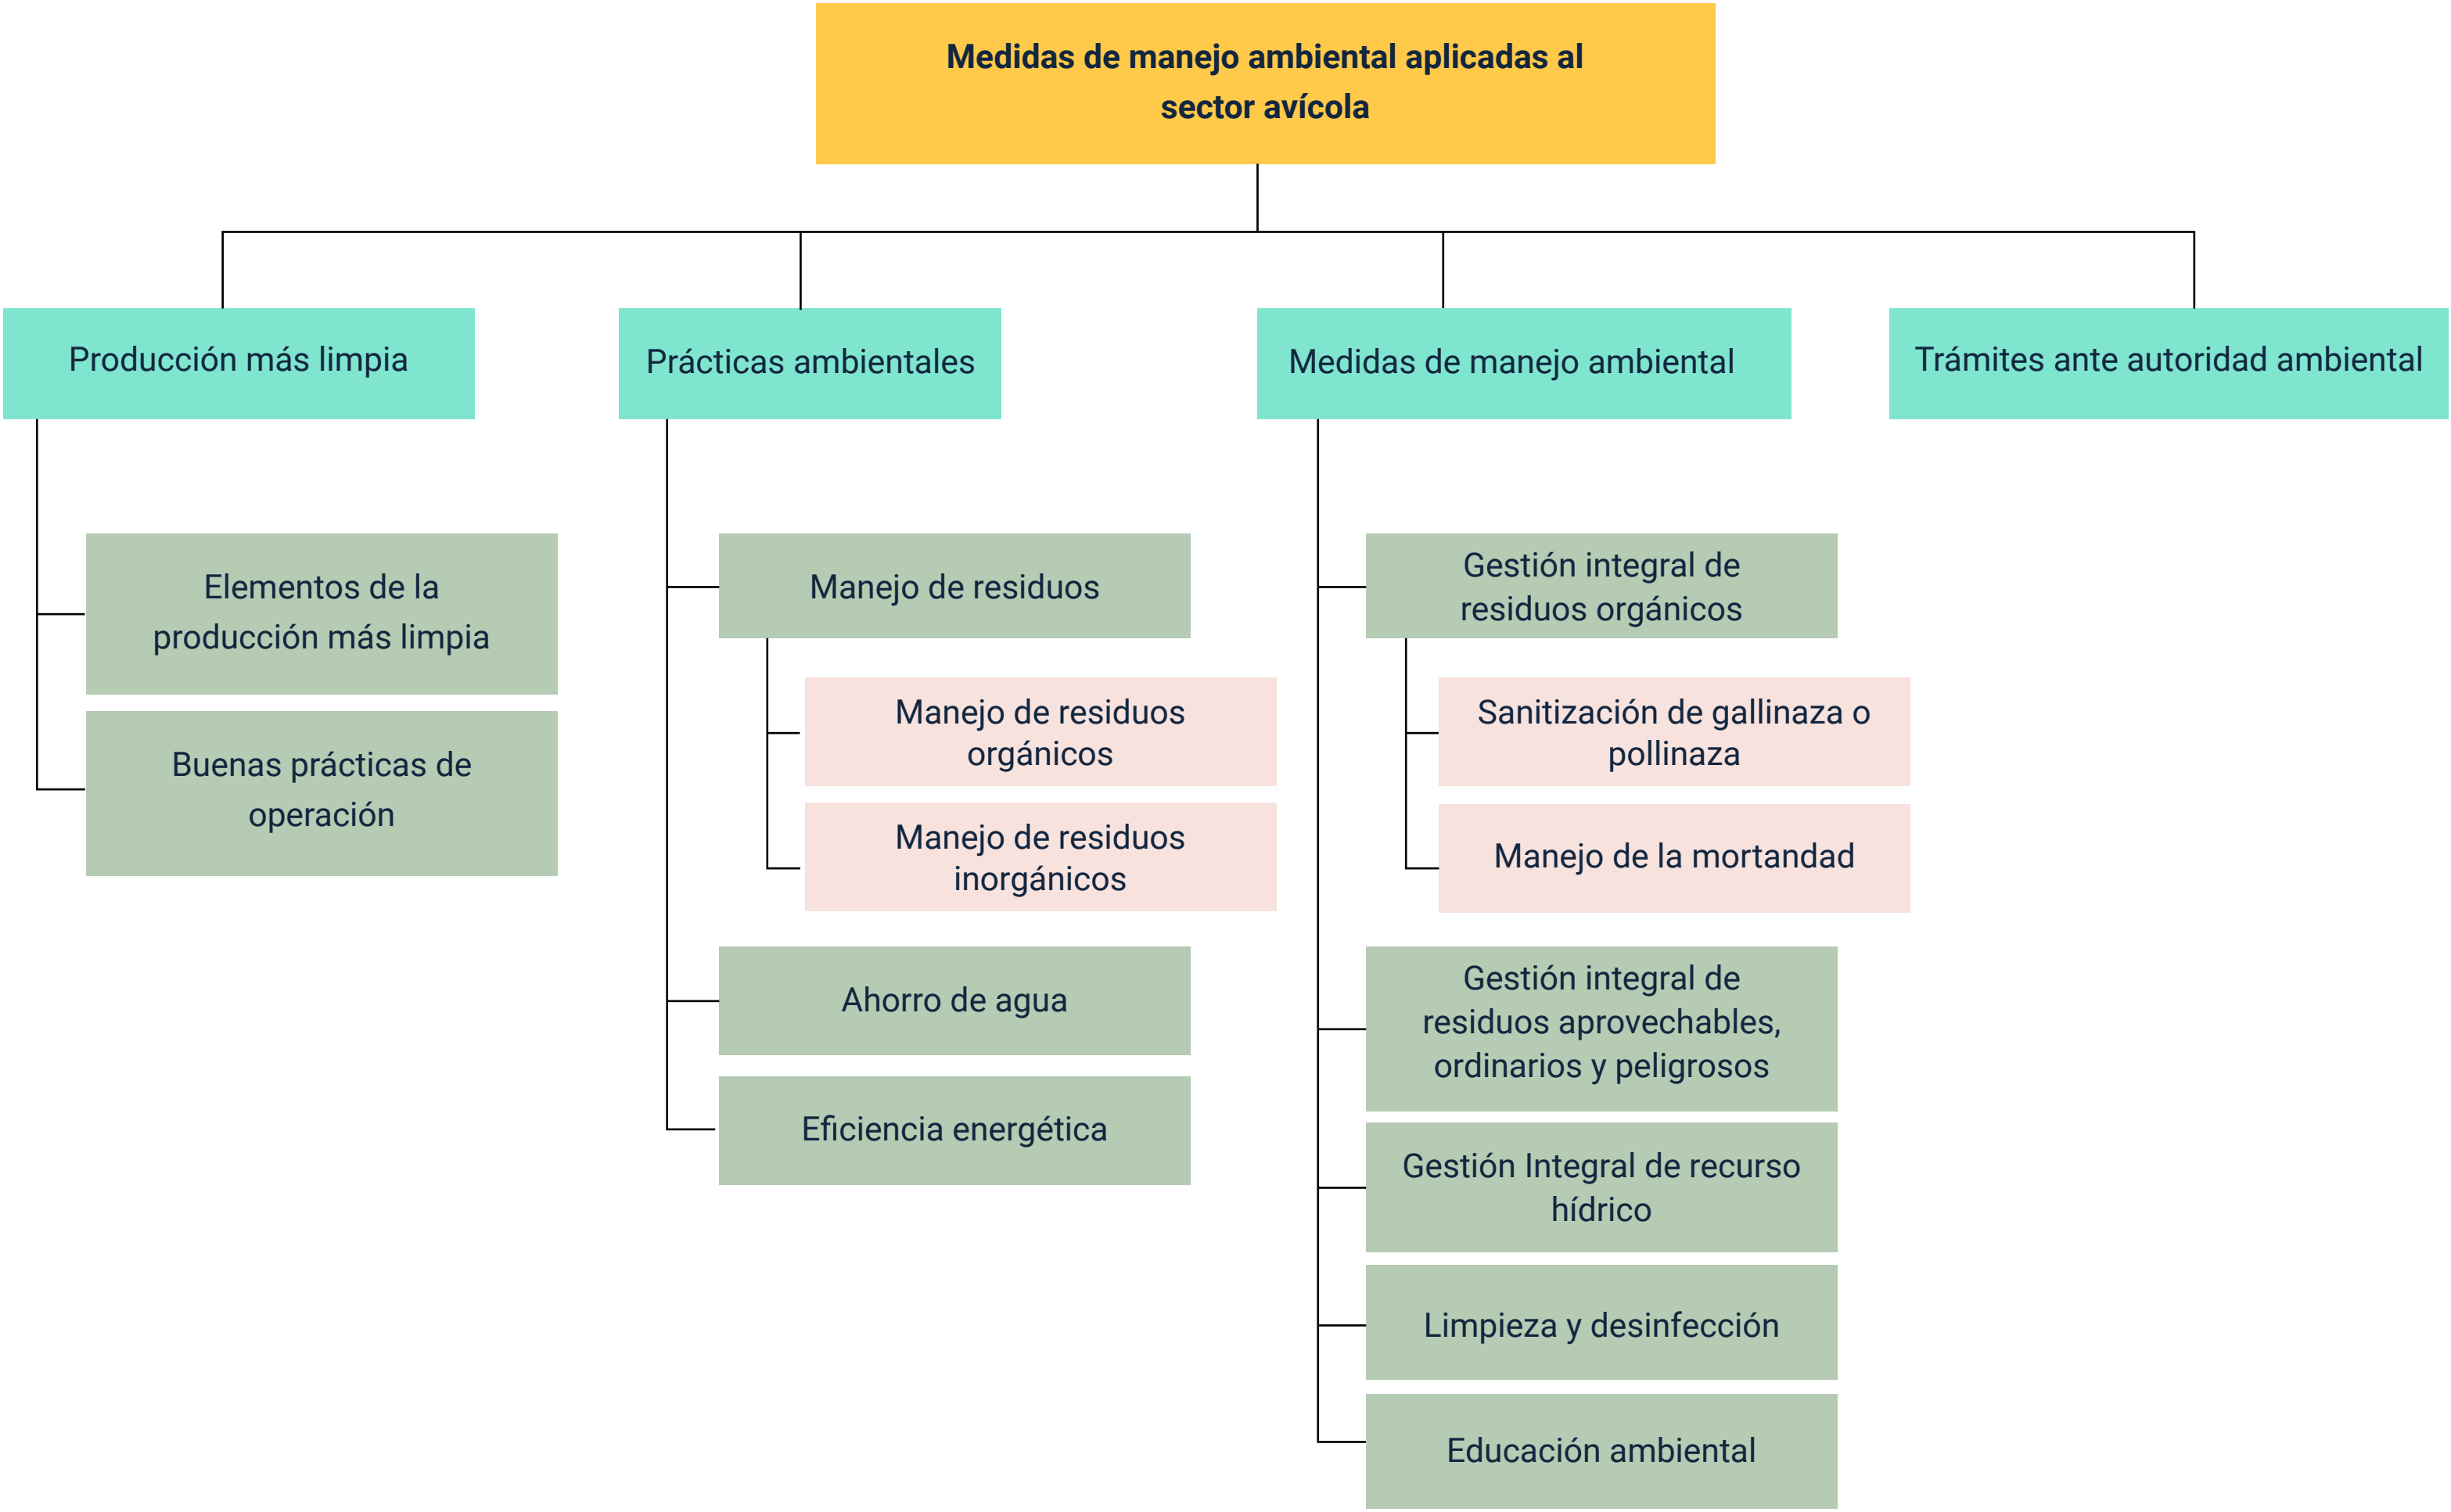 Medidas de manejo ambiental aplicadas al
sector avícola
Producción más limpia
Prácticas ambientales
Medidas de manejo ambiental
Trámites ante autoridad ambiental
Elementos de la
producción más limpia
Buenas prácticas de
operación
Manejo de residuos
Manejo de residuos
orgánicos
Manejo de residuos
inorgánicos
Ahorro de agua
Eficiencia energética
Gestión integral de
residuos orgánicos
Sanitización de gallinaza o
pollinaza
Manejo de la mortandad
Gestión integral de
residuos aprovechables,
ordinarios y peligrosos
Gestión Integral de recurso
hídrico
Limpieza y desinfección
Educación ambiental